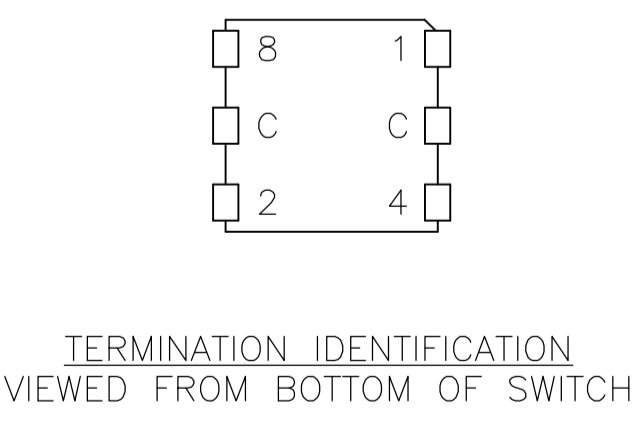 8 1
C C
2 4
TERMINATION IDENTIFICATION
VIEWED FROM BOTTOM OF SWITCH